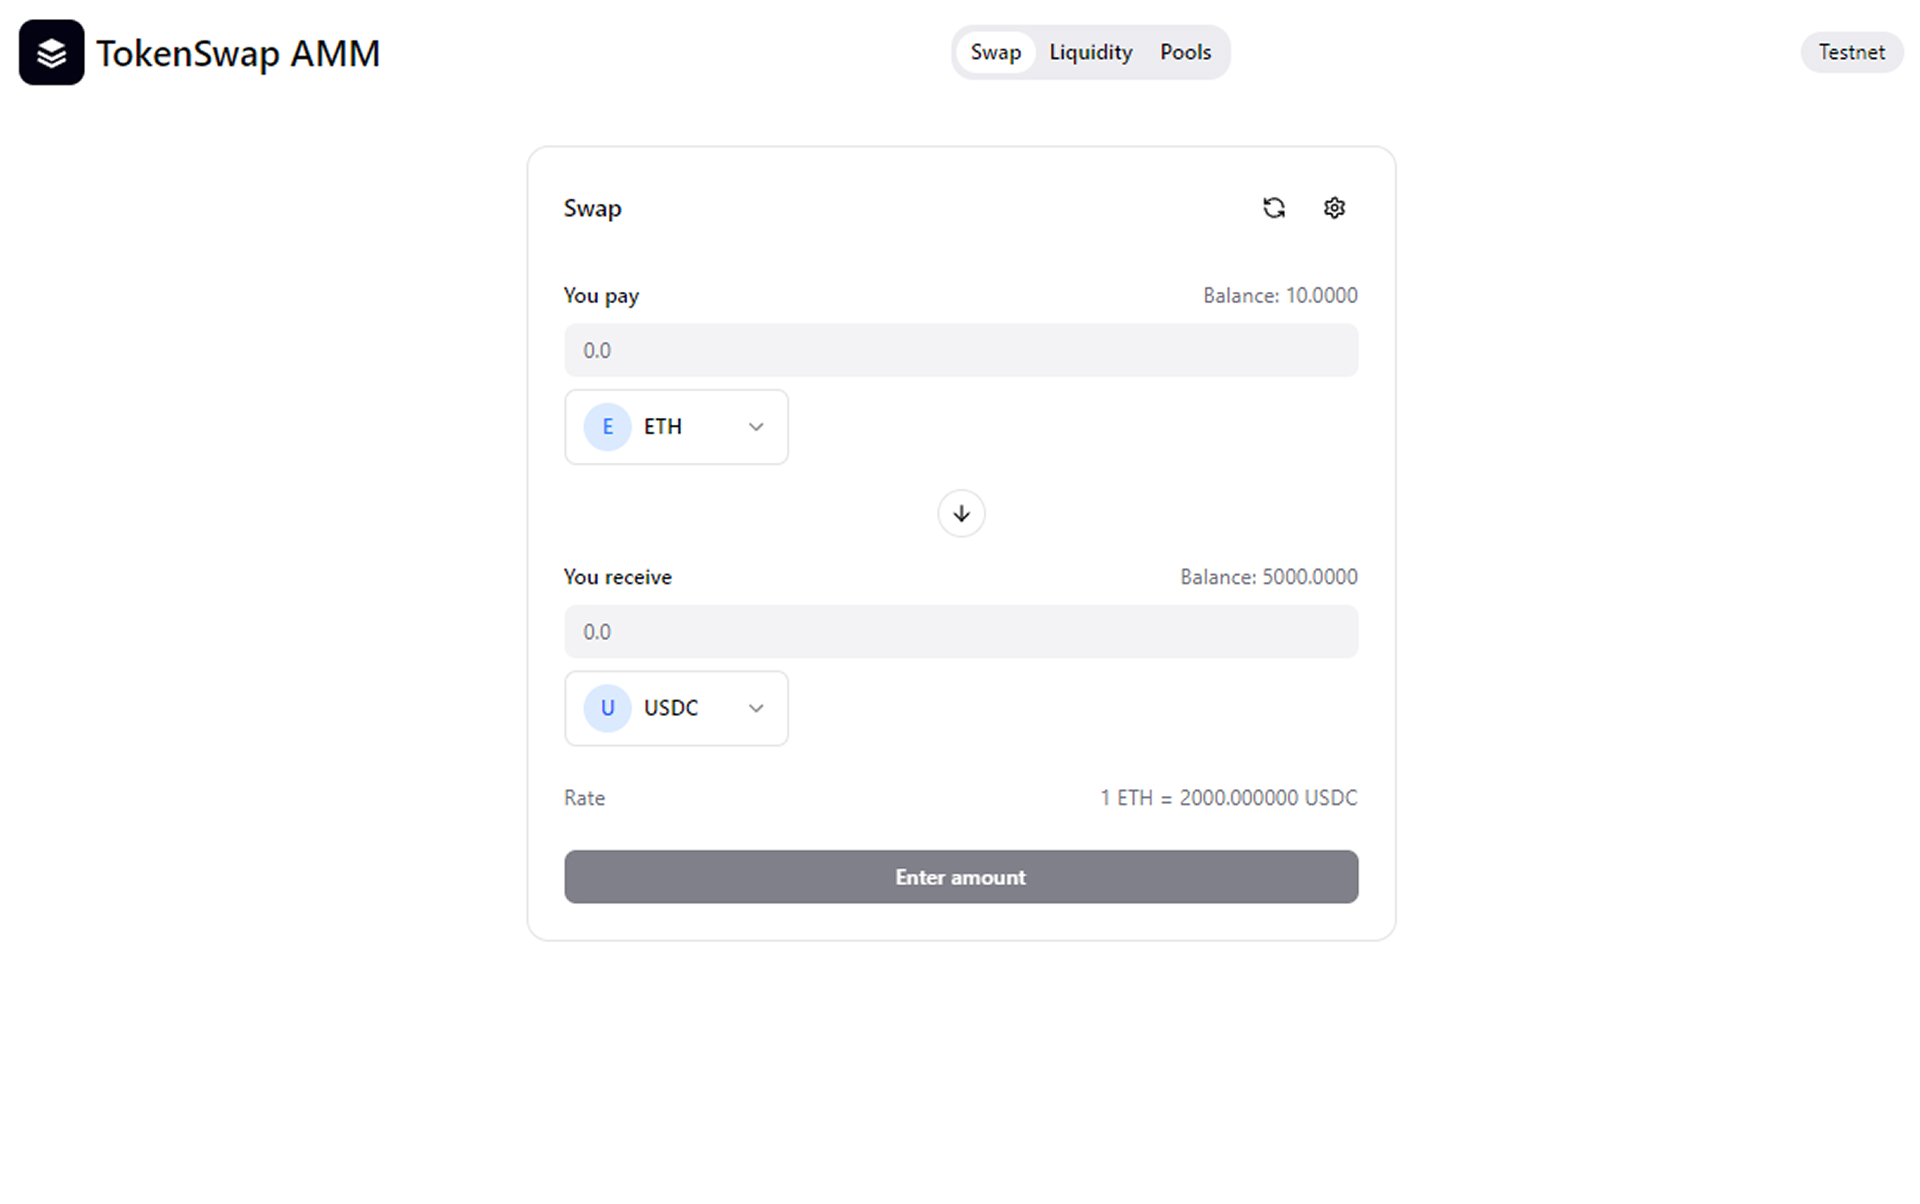 TokenSwap AMM
Swap Liquidity Pools
Testnet
Swap
You pay Balance: 10.0000
0.0
E ETH
You receive Balance: 5000.0000
0.0
U USDC
Rate 1 ETH = 2000.000000 USDC
Enter amount